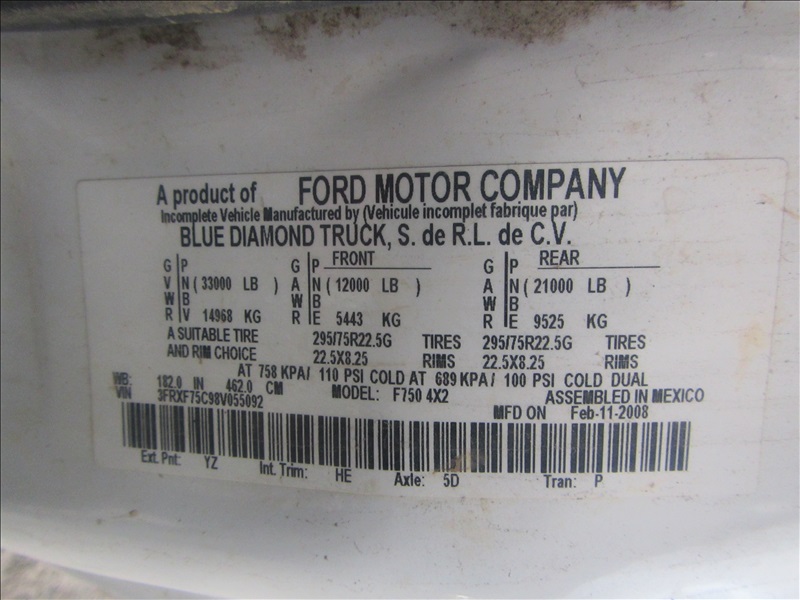 A product of FORD MOTOR COMPANY
Incomplete Vehicle Manufactured by (Vehicule incomplet fabrique par)
BLUE DIAMOND TRUCK, S. de R.L. de C.V.
FRONT REAR
G P G P G P
V N ( 33000 LB ) A N ( 12000 LB ) A N ( 21000 LB )
W B W B W B
R V 14968 KG R E 5443 KG R E 9525 KG
A SUITABLE TIRE 295/75R22.5G TIRES 295/75R22.5G TIRES
AND RIM CHOICE 22.5X8.25 RIMS 22.5X8.25 RIMS
AT 758 KPA/ 110 PSI COLD AT 689 KPA/ 100 PSI COLD DUAL
WB: 182.0 IN 462.0 CM MODEL: F750 4X2 ASSEMBLED IN MEXICO
VIN 3FRXF75C98V055092 MFD ON Feb-11-2008
Ext. Pnt: YZ Int. Trim: HE Axle: 5D Tran: P